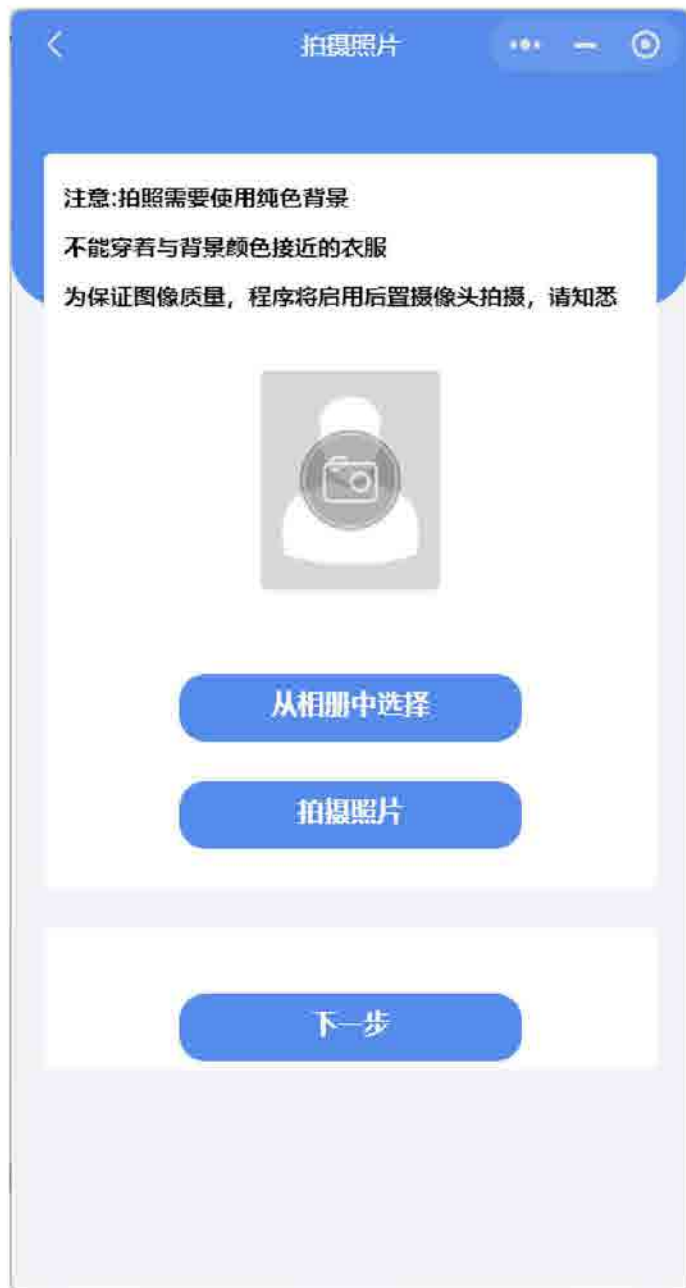 拍摄照片
注意:拍照需要使用纯色背景
不能穿着与背景颜色接近的衣服
为保证图像质量，程序将启用后置摄像头拍摄，请知悉
从相册中选择
拍摄照片
下一步